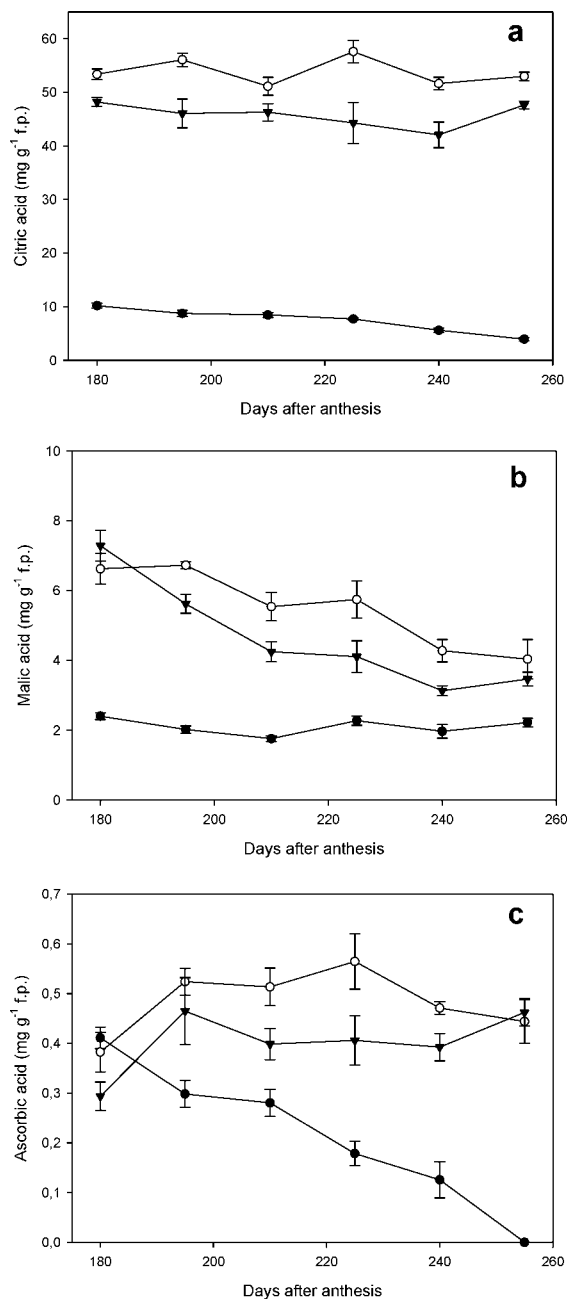 a
60
50
40
30
20
10
0
Citric acid (mg g-1 f.p.)
180 200 220 240 260
Days after anthesis
b
10
8
6
4
2
0
Malic acid (mg g-1 f.p.)
180 200 220 240 260
Days after anthesis
c
0,7
0,6
0,5
0,4
0,3
0,2
0,1
0,0
Ascorbic acid (mg g-1 f.p.)
180 200 220 240 260
Days after anthesis